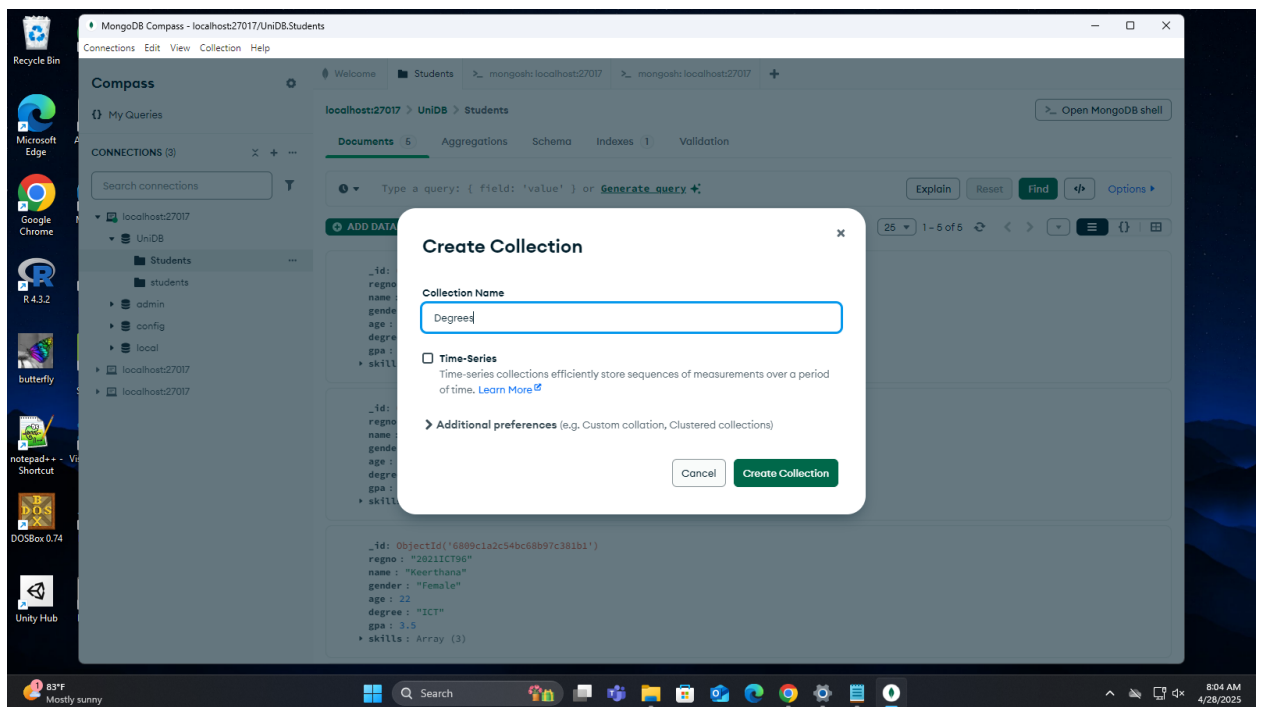 MongoDB Compass - localhost:27017/UniDB.Students
Connections Edit View Collection Help
Recycle Bin
Microsoft Edge
Google Chrome
R 4.3.2
butterfly
notepad++ - Shortcut
DOSBox 0.74
Unity Hub
Compass
{} My Queries
CONNECTIONS (3)
Search connections
localhost:27017
UniDB
Students
students
admin
config
local
localhost:27017
localhost:27017
Welcome Students >_ mongosh: localhost:27017 >_ mongosh: localhost:27017 +
localhost:27017 > UniDB > Students
>_ Open MongoDB shell
Documents 5 Aggregations Schema Indexes 1 Validation
Type a query: { field: 'value' } or Generate query
Explain Reset Find </> Options
ADD DATA
25 1 – 5 of 5
Create Collection
Collection Name
Degrees
Time-Series
Time-series collections efficiently store sequences of measurements over a period
of time. Learn More
Additional preferences (e.g. Custom collation, Clustered collections)
Cancel Create Collection
_id:
regno
name :
gende
age :
degre
gpa :
skill
_id:
regno
name :
gende
age :
degre
gpa :
skill
_id: ObjectId('6809c1a2c54bc68b97c381b1')
regno : "2021ICT96"
name : "Keerthana"
gender : "Female"
age : 22
degree : "ICT"
gpa : 3.5
skills : Array (3)
1
83°F
Mostly sunny
Search
8:04 AM
4/28/2025